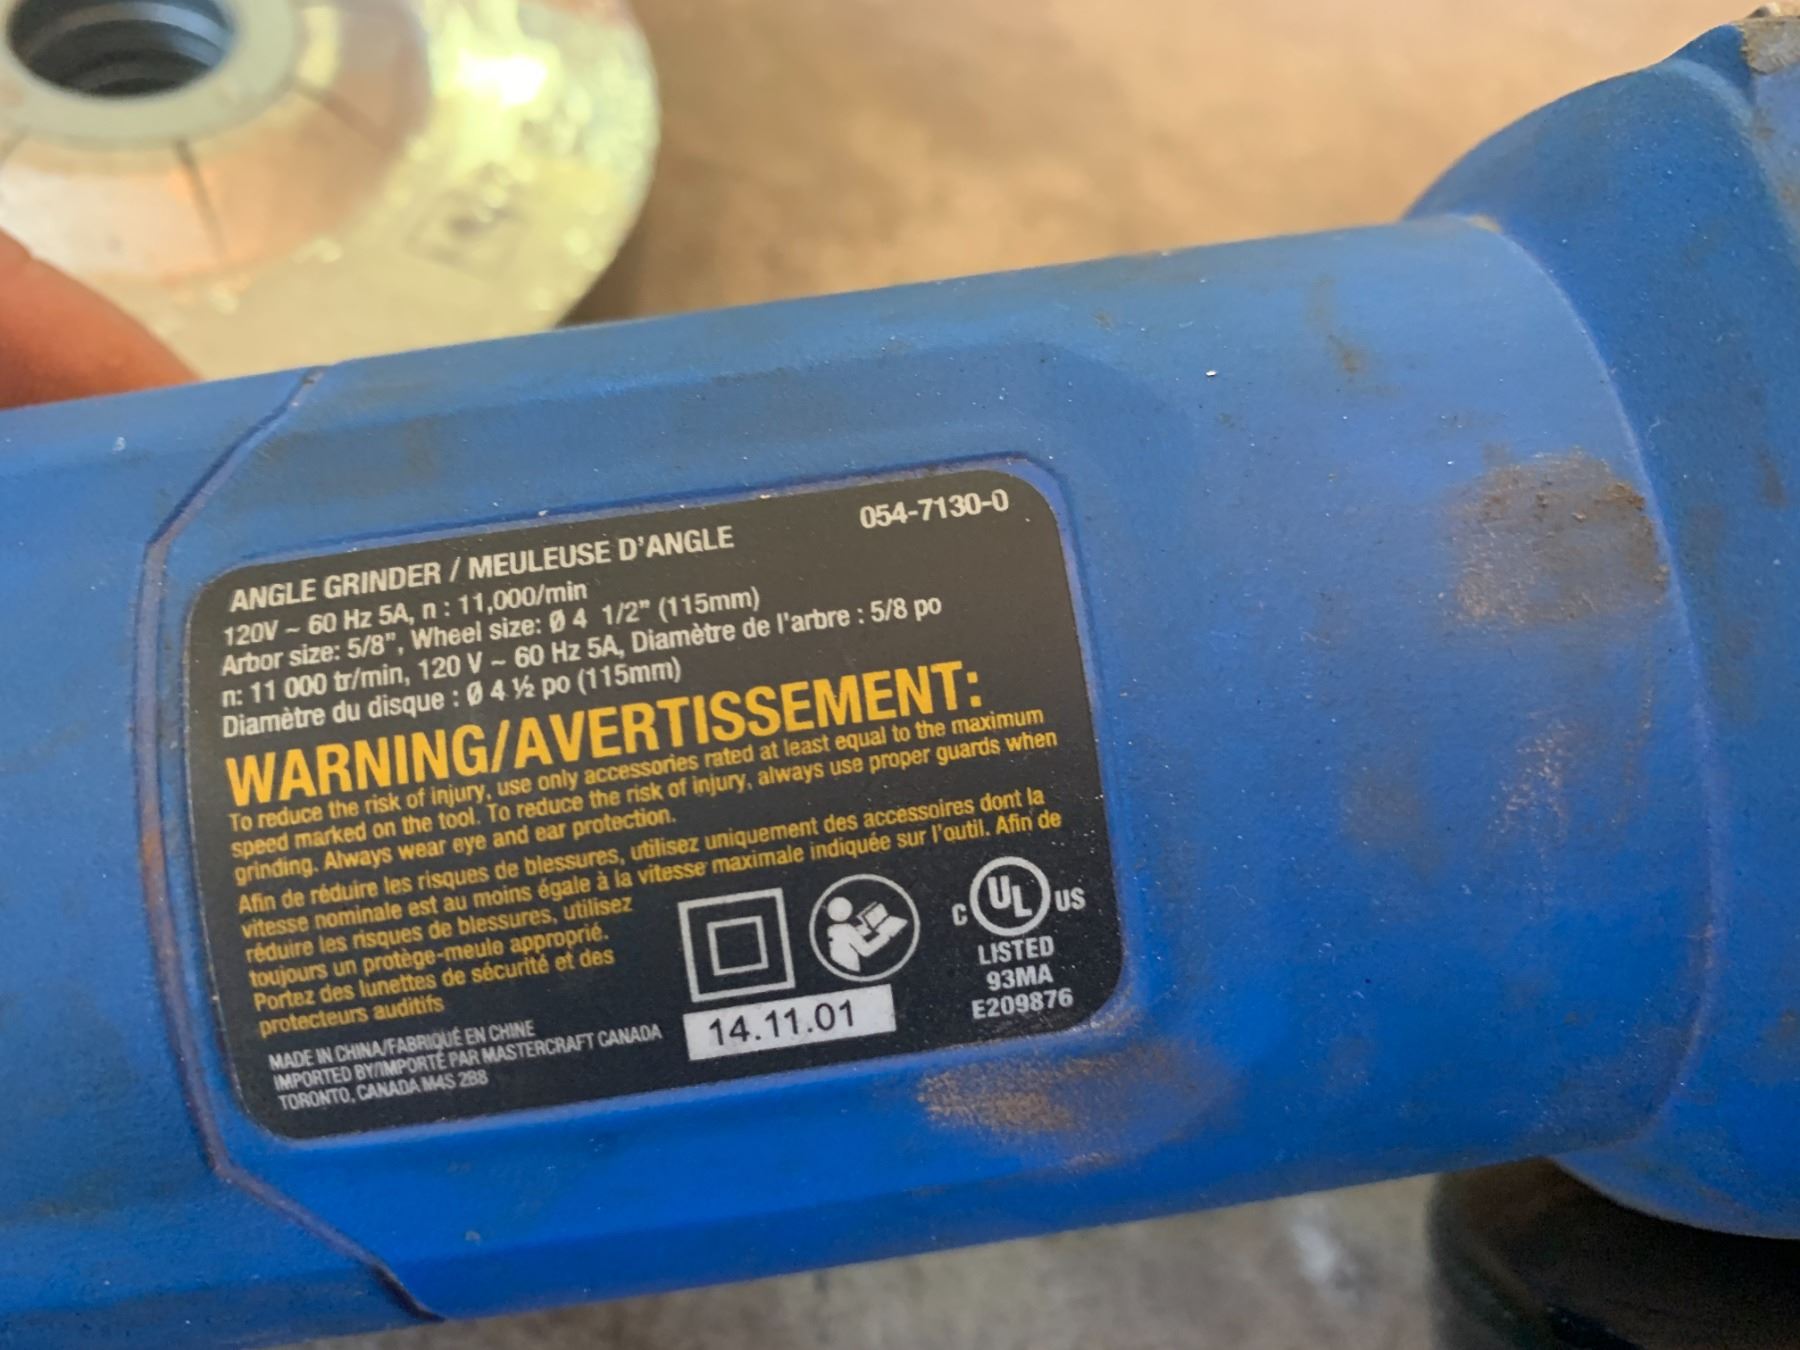 054-7130-0
ANGLE GRINDER / MEULEUSE D'ANGLE
120V ~ 60 Hz 5A, n : 11,000/min
Arbor size: 5/8", Wheel size: Ø 4 1/2" (115mm)
n: 11 000 tr/min, 120 V ~ 60 Hz 5A, Diamètre de l'arbre : 5/8 po
Diamètre du disque : Ø 4 ½ po (115mm)
WARNING/AVERTISSEMENT:
To reduce the risk of injury, use only accessories rated at least equal to the maximum
speed marked on the tool. To reduce the risk of injury, always use proper guards when
grinding. Always wear eye and ear protection.
Afin de réduire les risques de blessures, utilisez uniquement des accessoires dont la
vitesse nominale est au moins égale à la vitesse maximale indiquée sur l'outil. Afin de
réduire les risques de blessures, utilisez
toujours un protège-meule approprié.
Portez des lunettes de sécurité et des
protecteurs auditifs
C UL US
LISTED
93MA
E209876
14.11.01
MADE IN CHINA/FABRIQUÉ EN CHINE
IMPORTED BY/IMPORTÉ PAR MASTERCRAFT CANADA
TORONTO, CANADA M4S 2B8